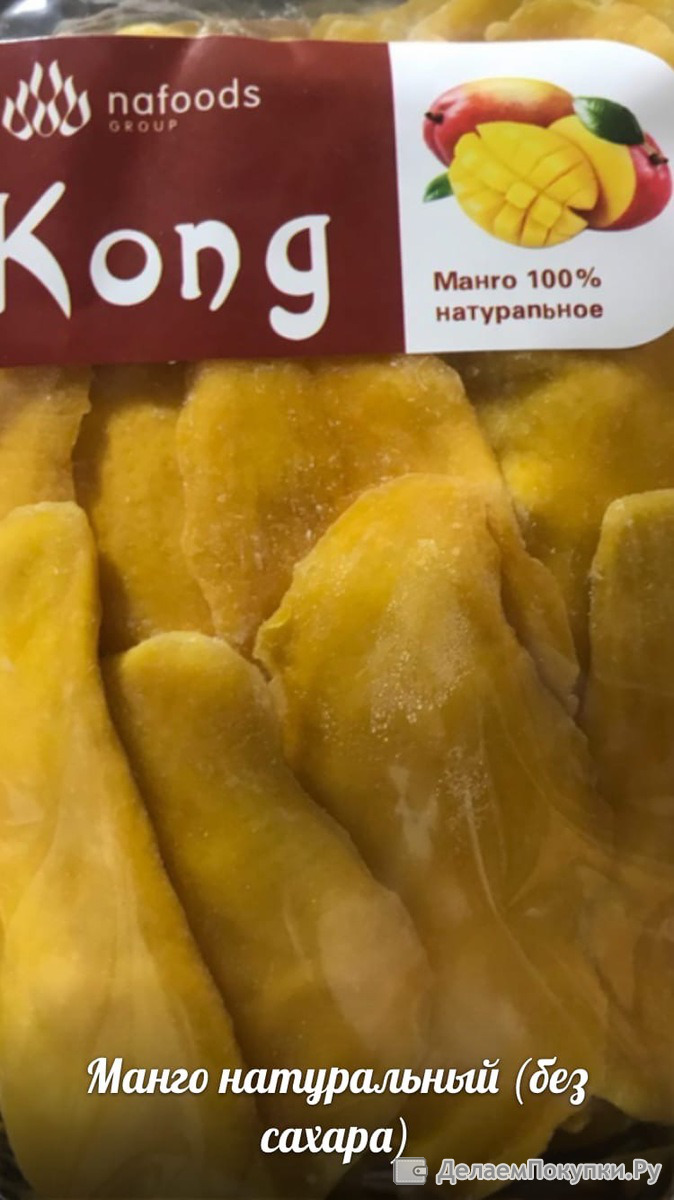 nafoods
GROUP
Kong
Манго 100%
натурапьное
Манго натуральный (без
сахара)
ДелаемПокупки.Ру